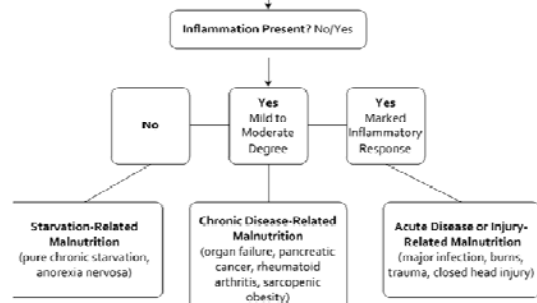 Inflammation Present? No/Yes
No
Yes
Mild to
Moderate
Degree
Yes
Marked
Inflammatory
Response
Starvation-Related
Malnutrition
(pure chronic starvation,
anorexia nervosa)
Chronic Disease-Related
Malnutrition
(organ failure, pancreatic
cancer, rheumatoid
arthritis, sarcopenic
obesity)
Acute Disease or Injury-
Related Malnutrition
(major infection, burns,
trauma, closed head injury)